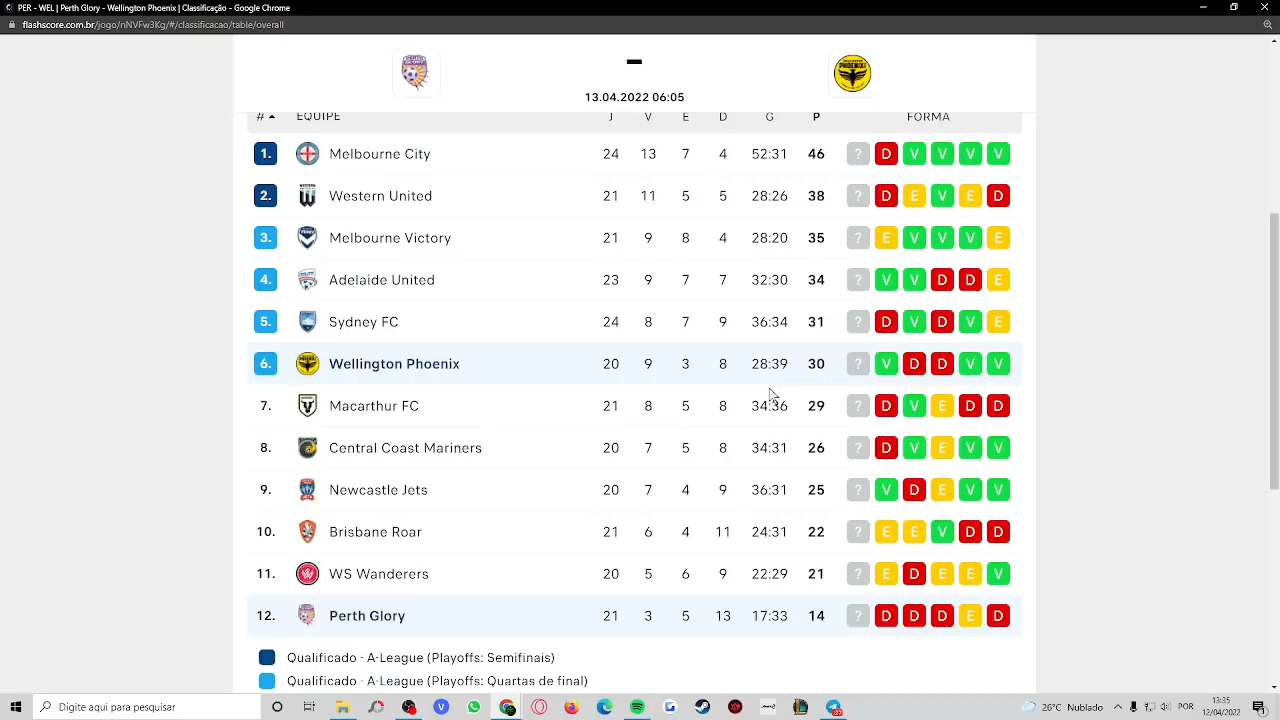 PER - WEL | Perth Glory - Wellington Phoenix | Classificação - Google Chrome
flashscore.com.br/jogo/nNVFw3Kg/#/classificacao/table/overall
-
13.04.2022 06:05
# EQUIPE J V E D G P FORMA
1. Melbourne City 24 13 7 4 52:31 46 ? D V V V V
2. Western United 21 11 5 5 28:26 38 ? D E V E D
3. Melbourne Victory 21 9 8 4 28:20 35 ? E V V V E
4. Adelaide United 23 9 7 7 32:30 34 ? V V D D E
5. Sydney FC 24 8 7 9 36:34 31 ? D V D V E
6. Wellington Phoenix 20 9 3 8 28:39 30 ? V D D V V
7. Macarthur FC 21 8 5 8 34:36 29 ? D V E D D
8. Central Coast Mariners 20 7 5 8 34:31 26 ? D V E V V
9. Newcastle Jets 20 7 4 9 36:31 25 ? V D E V V
10. Brisbane Roar 21 6 4 11 24:31 22 ? E E V D D
11. WS Wanderers 20 5 6 9 22:29 21 ? E D E E V
12. Perth Glory 21 3 5 13 17:33 14 ? D D D E D
Qualificado - A-League (Playoffs: Semifinais)
Qualificado - A-League (Playoffs: Quartas de final)
Digite aqui para pesquisar
26°C Nublado
POR
13:35
12/04/2022